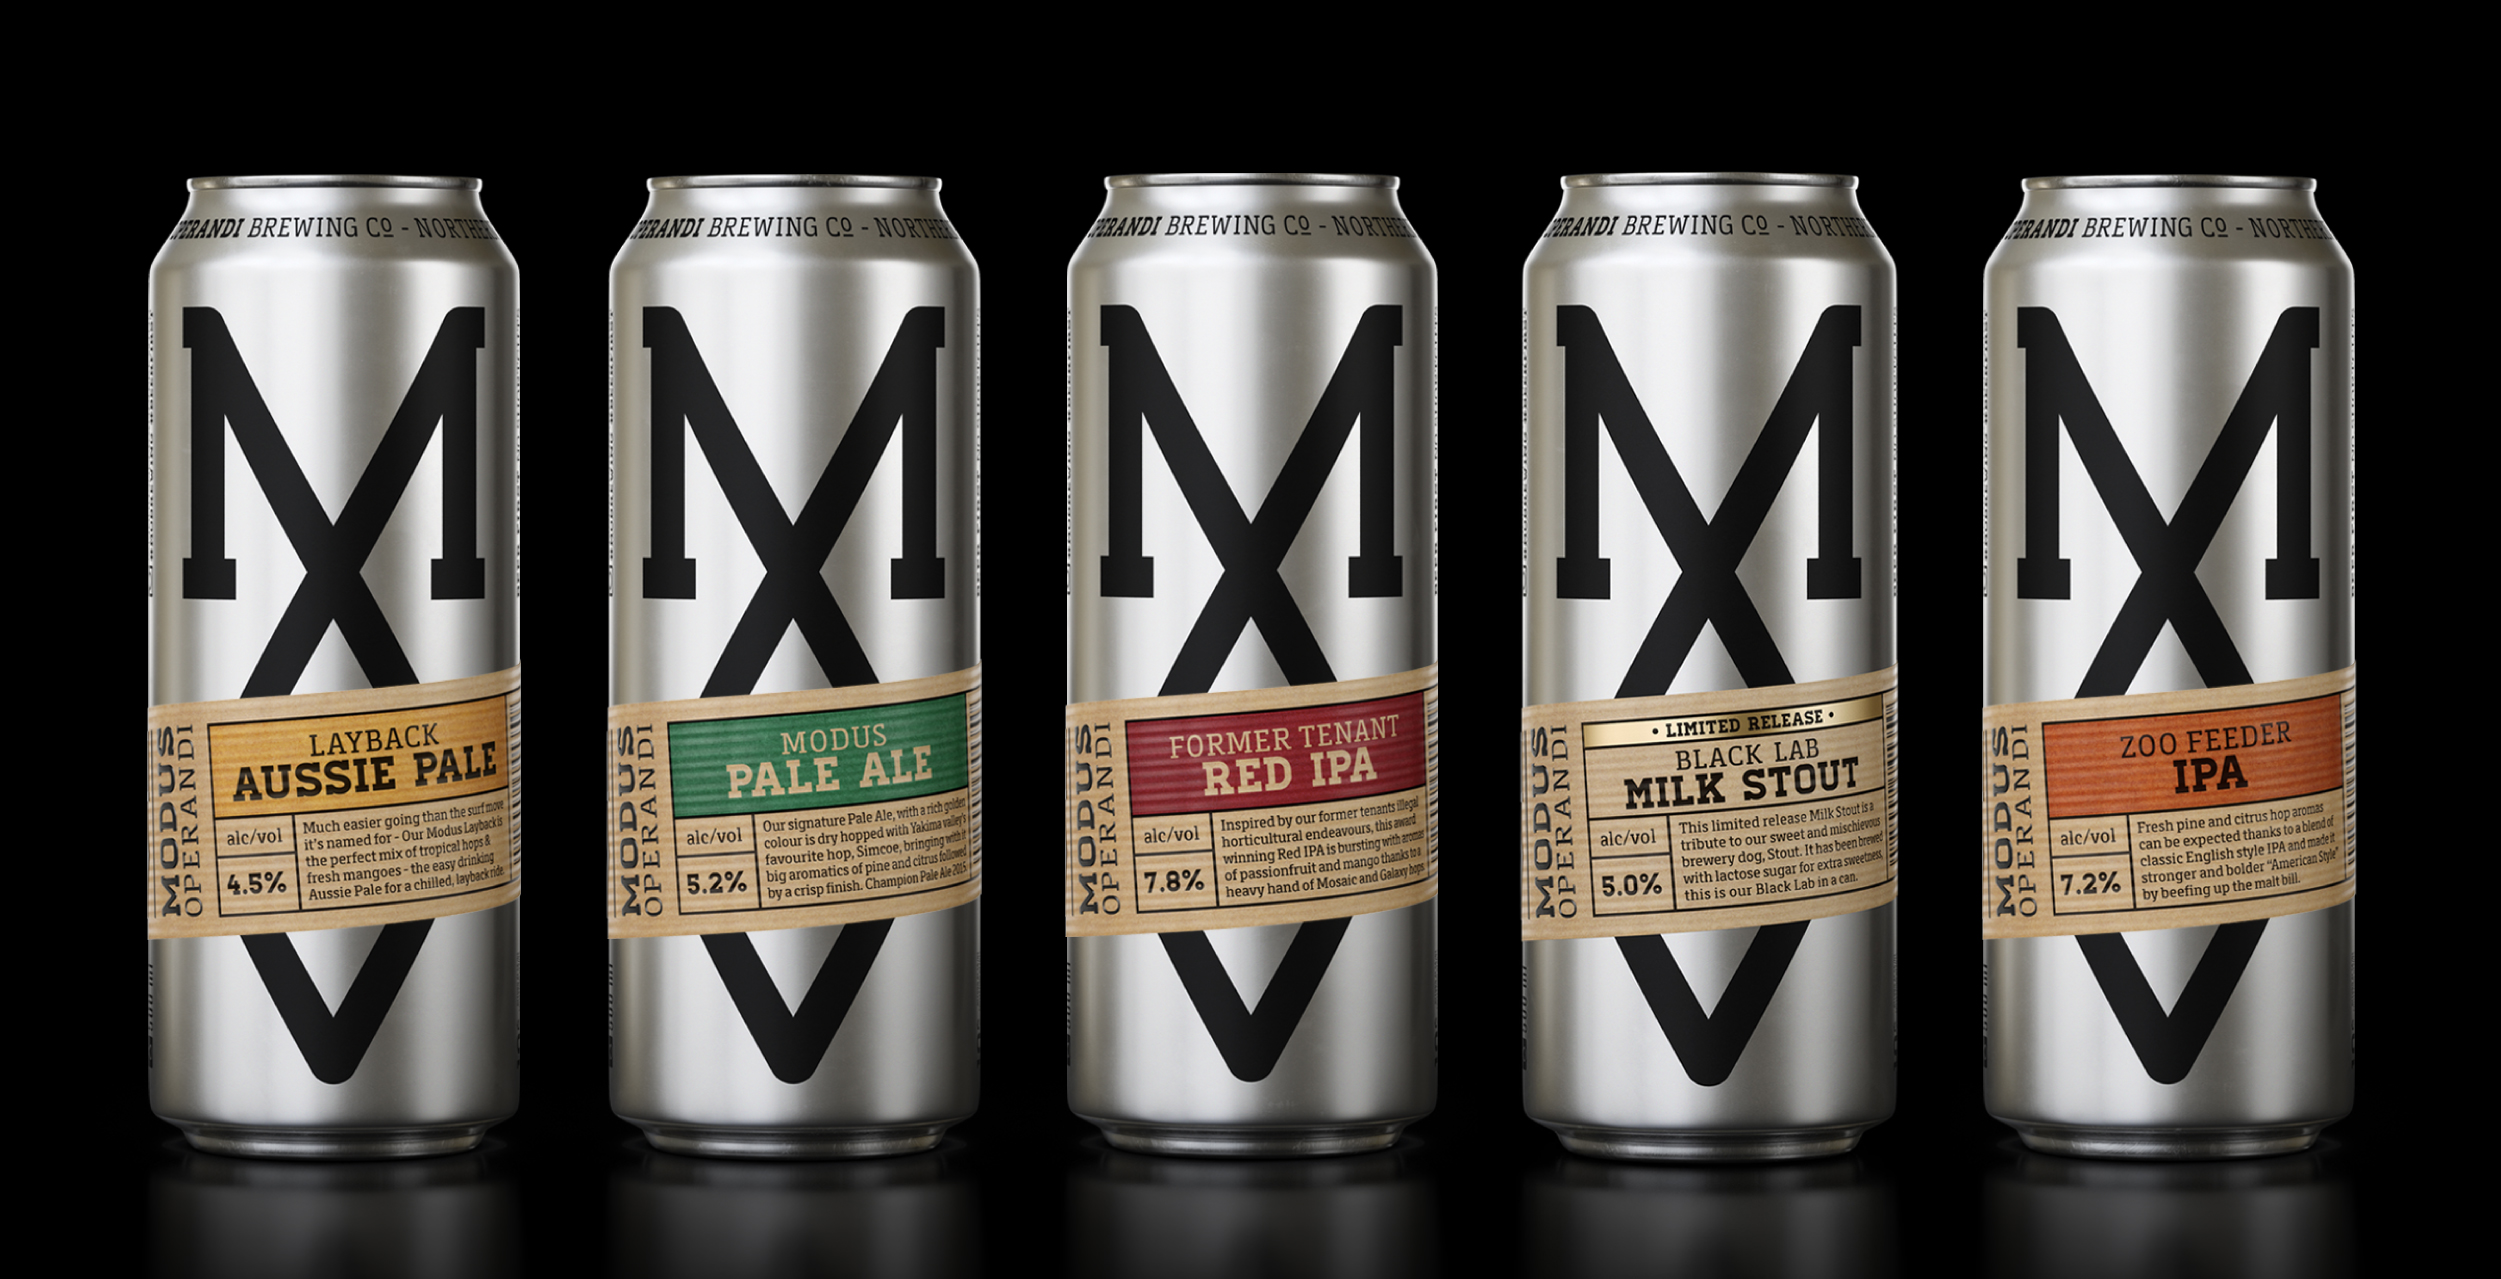 OPERANDI BREWING Cº - NORTHER
M
MODUS
OPERANDI
LAYBACK
AUSSIE PALE
alc/vol
4.5%
Much easier going than the surf move
it's named for - Our Modus Layback is
the perfect mix of tropical hops &
fresh mangoes - the easy drinking
Aussie Pale for a chilled, layback ride.
OPERANDI BREWING Cº - NORTHER
M
MODUS
OPERANDI
MODUS
PALE ALE
alc/vol
5.2%
Our signature Pale Ale, with a rich golden
colour is dry hopped with Yakima valley's
favourite hop, Simcoe, bringing with it
big aromatics of pine and citrus followed
by a crisp finish. Champion Pale Ale 2015.
OPERANDI BREWING Cº - NORTHER
M
MODUS
OPERANDI
FORMER TENANT
RED IPA
alc/vol
7.8%
Inspired by our former tenants illegal
horticultural endeavours, this award
winning Red IPA is bursting with aromas
of passionfruit and mango thanks to a
heavy hand of Mosaic and Galaxy hops.
OPERANDI BREWING Cº - NORTHER
M
MODUS
OPERANDI
• LIMITED RELEASE •
BLACK LAB
MILK STOUT
alc/vol
5.0%
This limited release Milk Stout is a
tribute to our sweet and mischievous
brewery dog, Stout. It has been brewed
with lactose sugar for extra sweetness,
this is our Black Lab in a can.
OPERANDI BREWING Cº - NORTHER
M
MODUS
OPERANDI
ZOO FEEDER
IPA
alc/vol
7.2%
Fresh pine and citrus hop aromas
can be expected thanks to a blend of
classic English style IPA and made it
stronger and bolder "American Style"
by beefing up the malt bill.